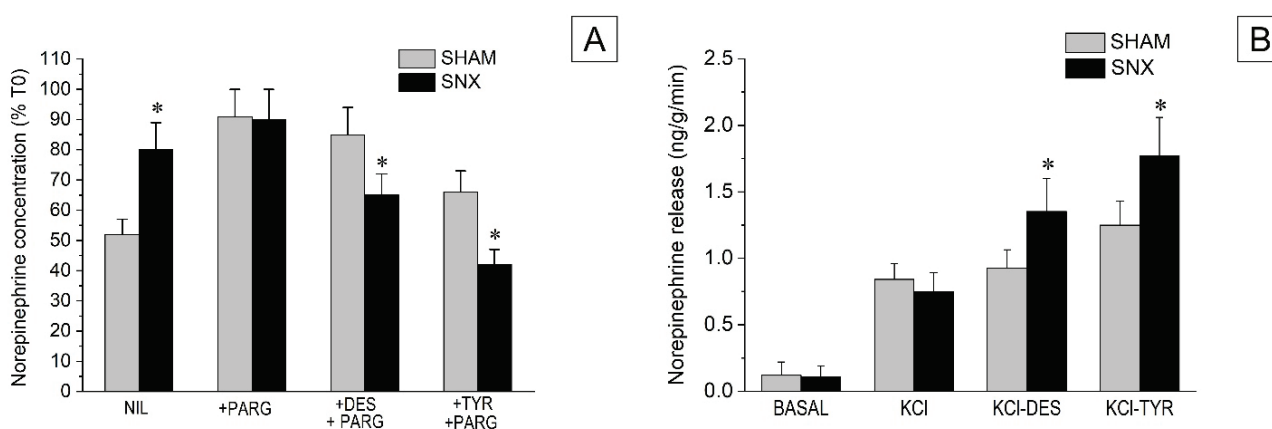 A
SHAM
SNX
Norepinephrine concentration (% T0)
110
100
90
80
70
60
50
40
30
20
10
0
*
*
*
NIL
+PARG
+DES
+ PARG
+TYR
+PARG
B
SHAM
SNX
Norepinephrine release (ng/g/min)
2.5
2.0
1.5
1.0
0.5
0.0
*
*
BASAL
KCl
KCl-DES
KCl-TYR